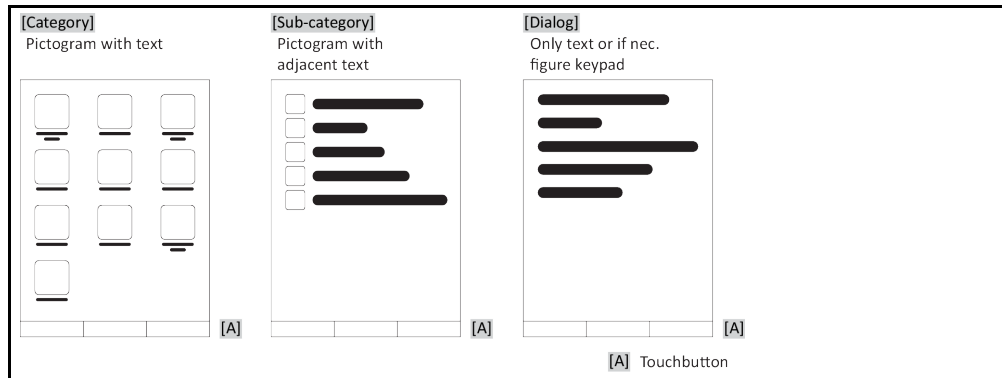 [Category]
Pictogram with text
[Sub-category]
Pictogram with
adjacent text
[Dialog]
Only text or if nec.
figure keypad
[A]
[A]
[A]
[A] Touchbutton